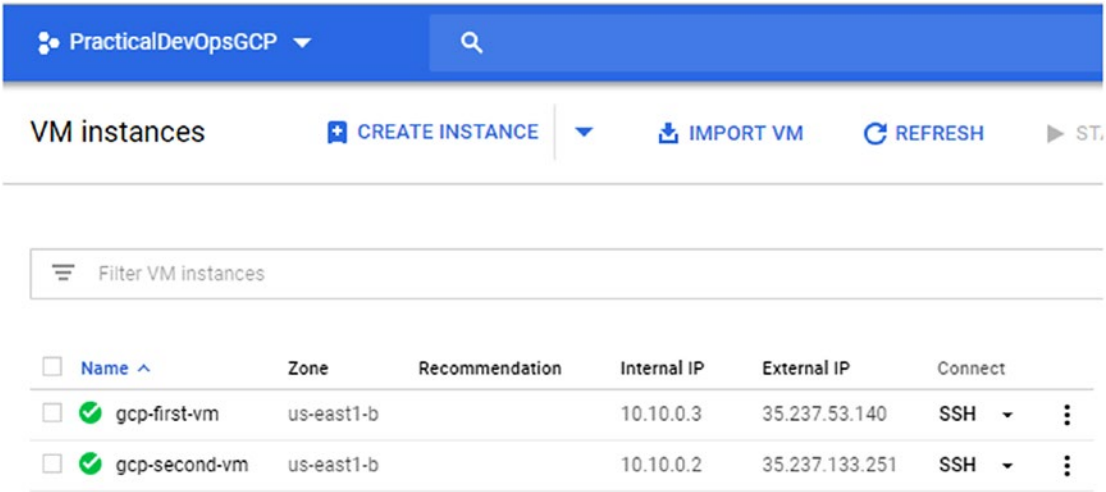 PracticalDevOpsGCP
VM instances CREATE INSTANCE IMPORT VM REFRESH
Filter VM instances
Name Zone Recommendation Internal IP External IP Connect
gcp-first-vm us-east1-b 10.10.0.3 35.237.53.140 SSH
gcp-second-vm us-east1-b 10.10.0.2 35.237.133.251 SSH